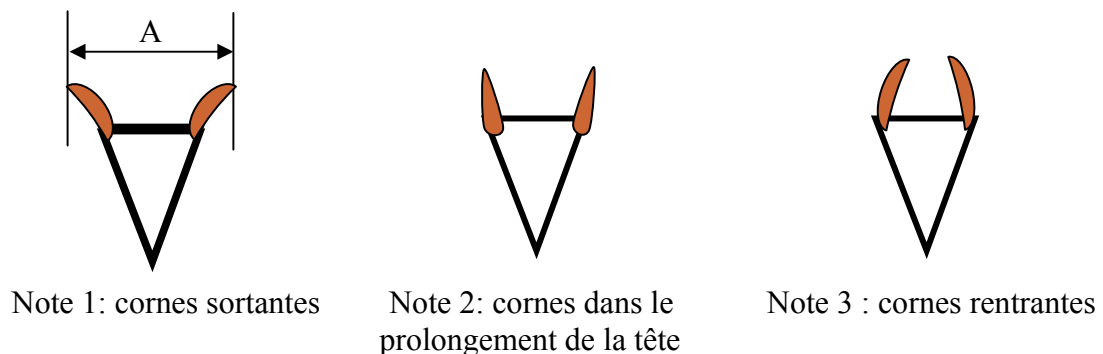 A
Note 1: cornes sortantes
Note 2: cornes dans le
prolongement de la tête
Note 3 : cornes rentrantes